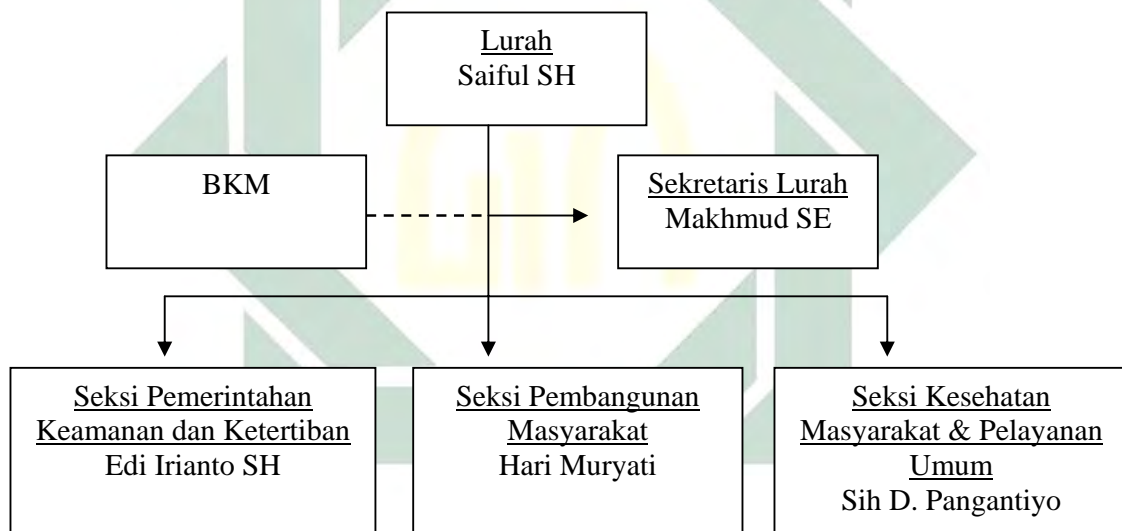 Lurah
Saiful SH
BKM
Sekretaris Lurah
Makhmud SE
Seksi Pemerintahan
Keamanan dan Ketertiban
Edi Irianto SH
Seksi Pembangunan
Masyarakat
Hari Muryati
Seksi Kesehatan
Masyarakat & Pelayanan
Umum
Sih D. Pangantiyo